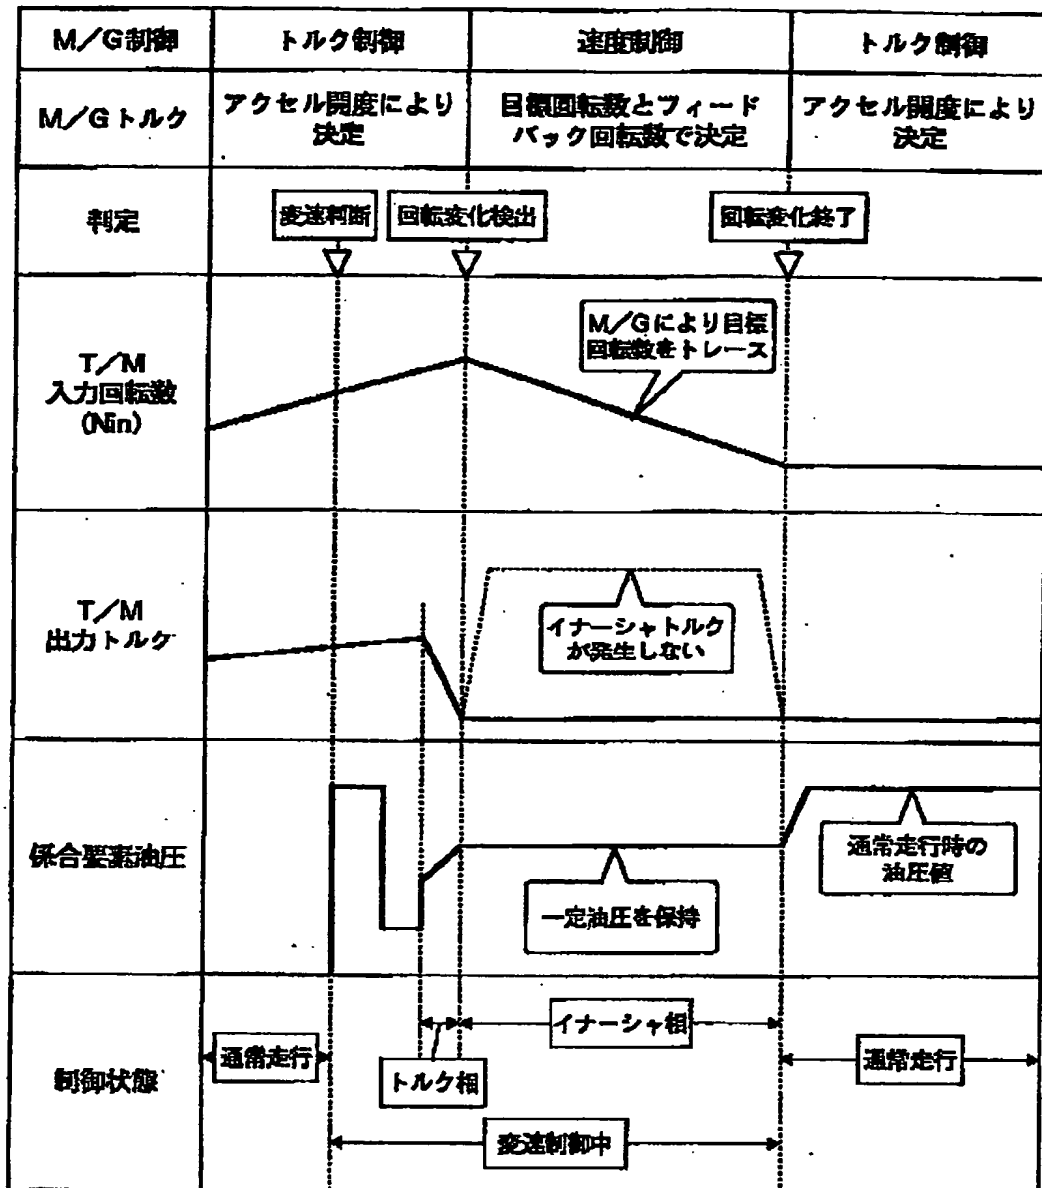 M/G制御
トルク制御
速度制御
トルク制御
M/Gトルク
アクセル開度により
決定
目標回転数とフィード
バック回転数で決定
アクセル開度により
決定
判定
変速判断
回転変化検出
回転変化終了
T/M
入力回転数
(Nin)
M/Gにより目標
回転数をトレース
T/M
出力トルク
イナーシャトルク
が発生しない
係合要素油圧
一定油圧を保持
通常走行時の
油圧値
制御状態
通常走行
トルク相
イナーシャ相
通常走行
変速制御中